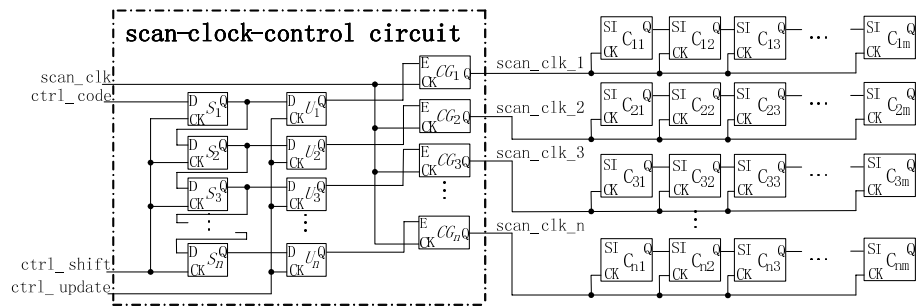 scan-clock-control circuit
scan_clk
ctrl_code
ctrl_shift
ctrl_update
D S1 Q
CK
D S2 Q
CK
D S3 Q
CK
D Sn Q
CK
D U1 Q
CK
D U2 Q
CK
D U3 Q
CK
D Un Q
CK
E CG1 Q
CK
E CG2 Q
CK
E CG3 Q
CK
E CGn Q
CK
scan_clk_1
scan_clk_2
scan_clk_3
scan_clk_n
SI Q SI Q SI Q ... SI Q
C11 C12 C13 C1m
CK CK CK CK
SI Q SI Q SI Q ... SI Q
C21 C22 C23 C2m
CK CK CK CK
SI Q SI Q SI Q ... SI Q
C31 C32 C33 C3m
CK CK CK CK
SI Q SI Q SI Q ... SI Q
Cn1 Cn2 Cn3 Cnm
CK CK CK CK